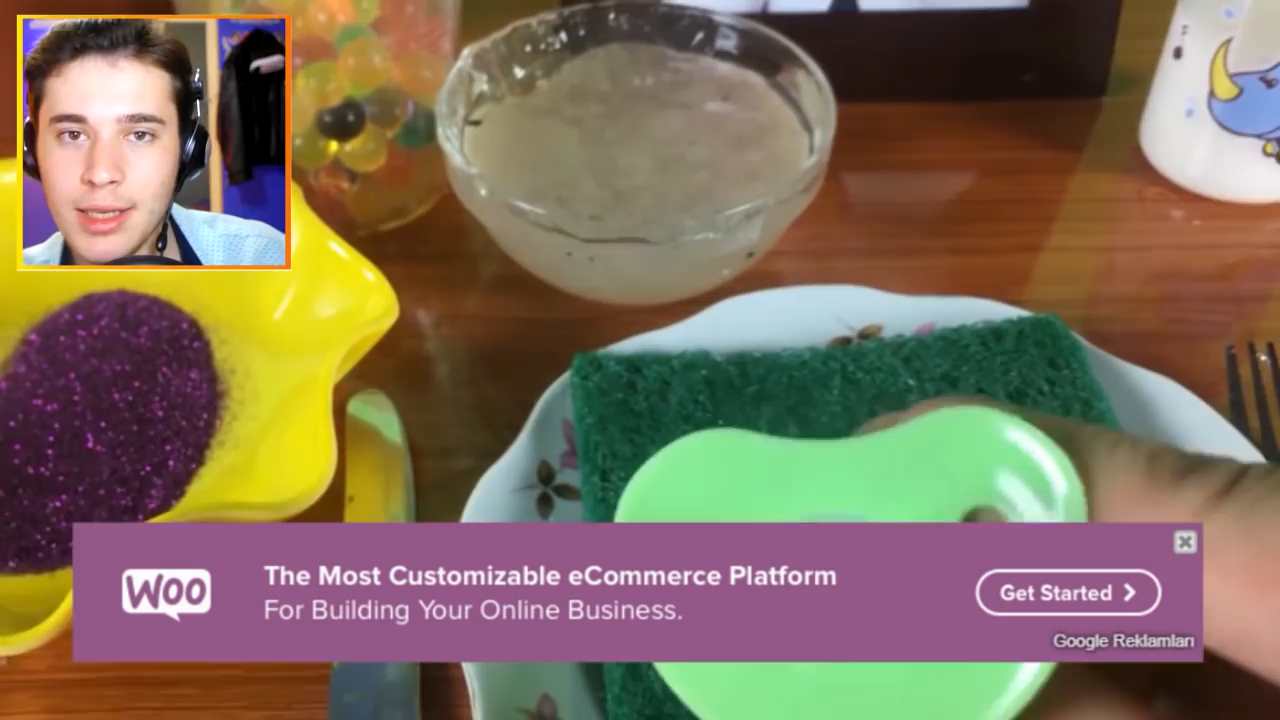 WOO
The Most Customizable eCommerce Platform
For Building Your Online Business.
Get Started
Google Reklamları